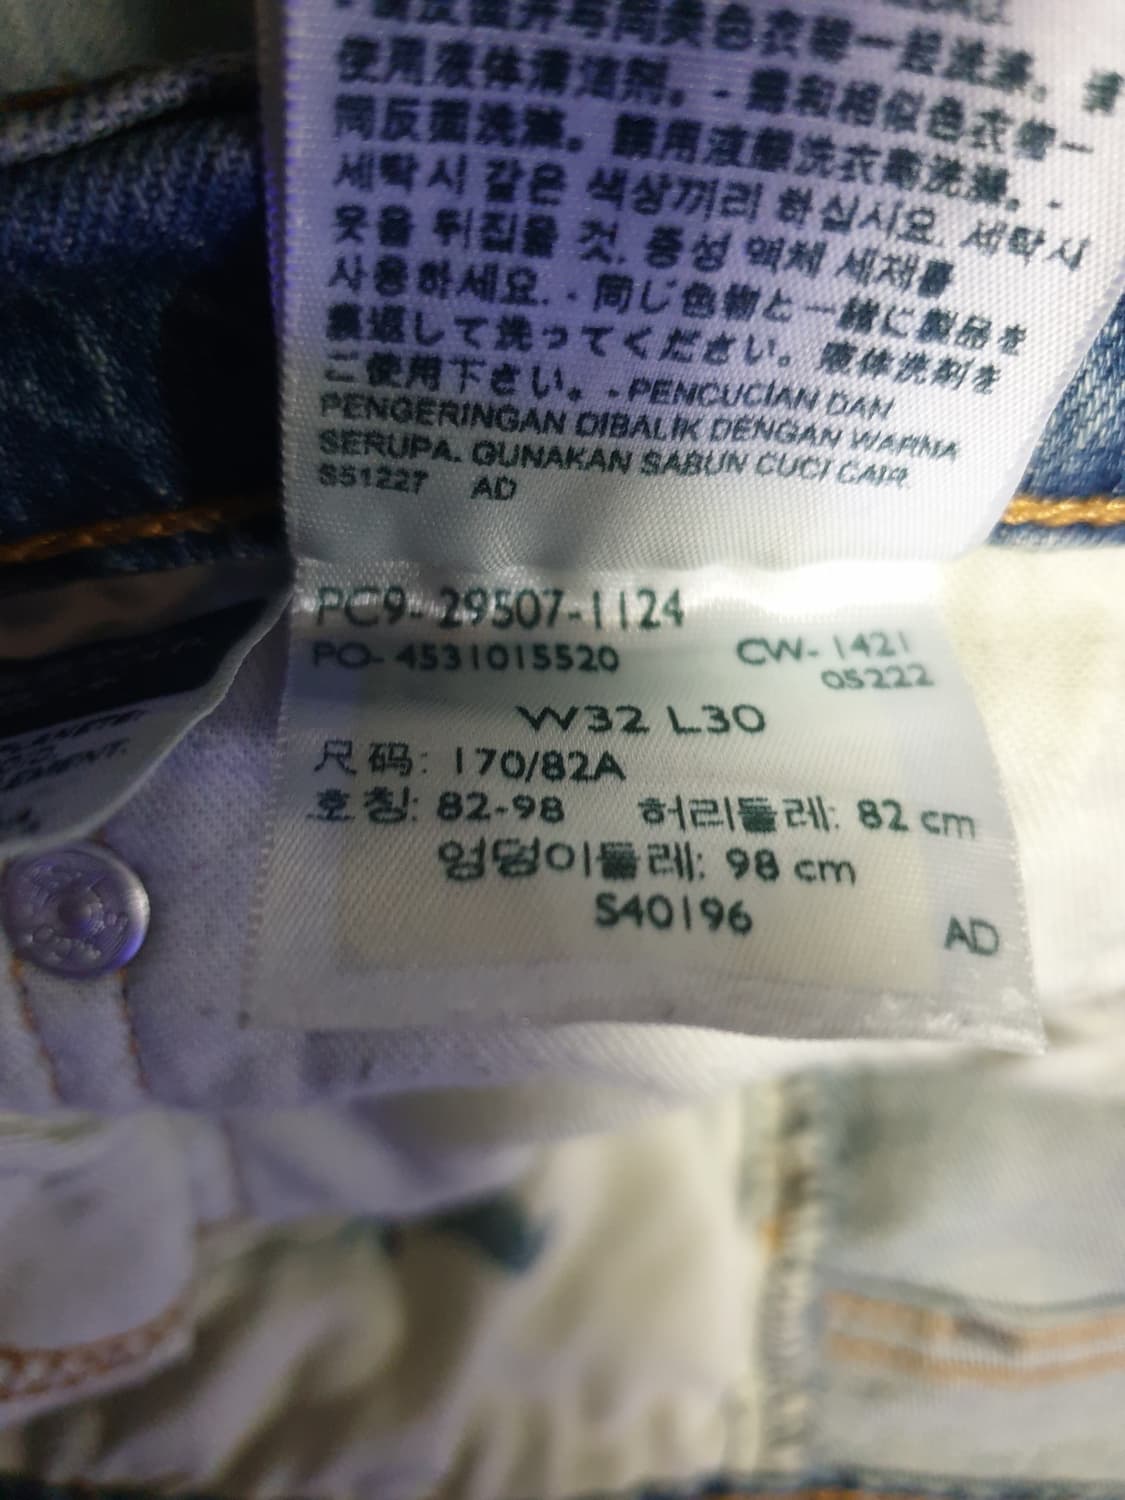 使用液体清洁剂。 - 需和相似色衣物一
同反面洗滌。 請用液體洗衣劑洗滌。 -
세탁시 같은 색상끼리 하십시오. 세탁시
옷을 뒤집을 것. 중성 액체 세제를
사용하세요. - 同じ色物と一緒に製品を
裏返して洗ってください。 液体洗剤を
ご使用下さい。 - PENCUCIAN DAN
PENGERINGAN DIBALIK DENGAN WARNA
SERUPA. GUNAKAN SABUN CUCI CAIR
S51227 AD
PC9- 29507-1124
PO- 4531015520 CW- 1421
05222
W32 L30
尺码: 170/82A
호칭: 82-98 허리둘레: 82 cm
엉덩이둘레: 98 cm
S40196
AD